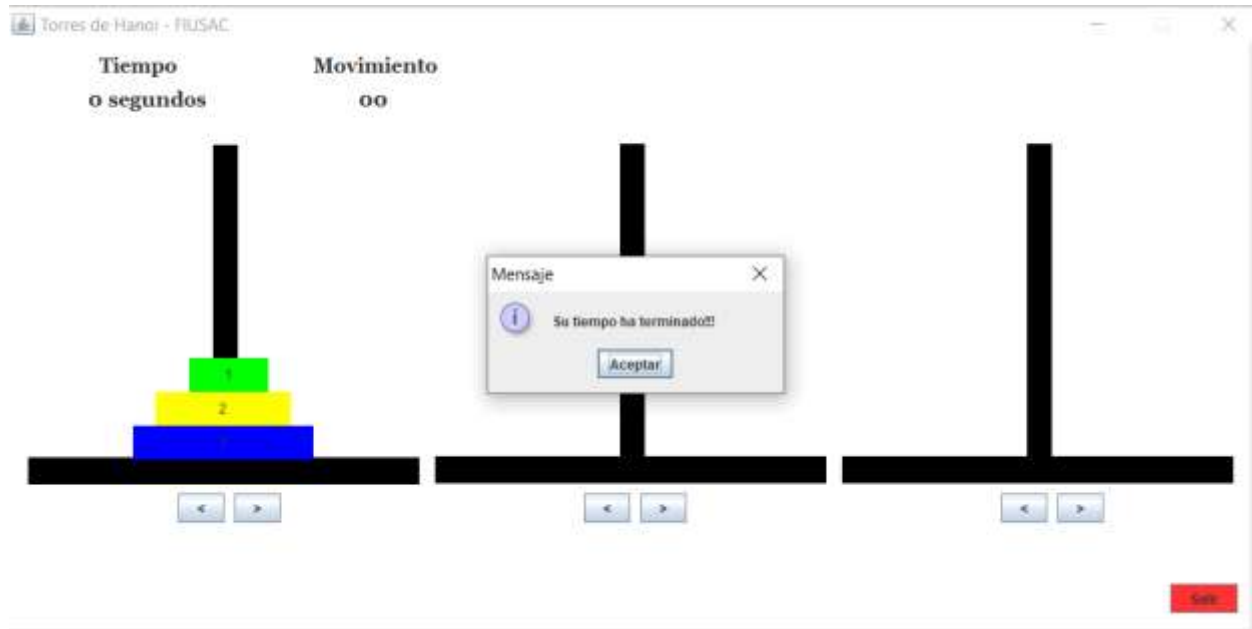 Torres de Hanoi - FIUSAC
Tiempo Movimiento
0 segundos 00
Mensaje
Su tiempo ha terminado!!!
Aceptar
1
2
< > < > < >
Salir